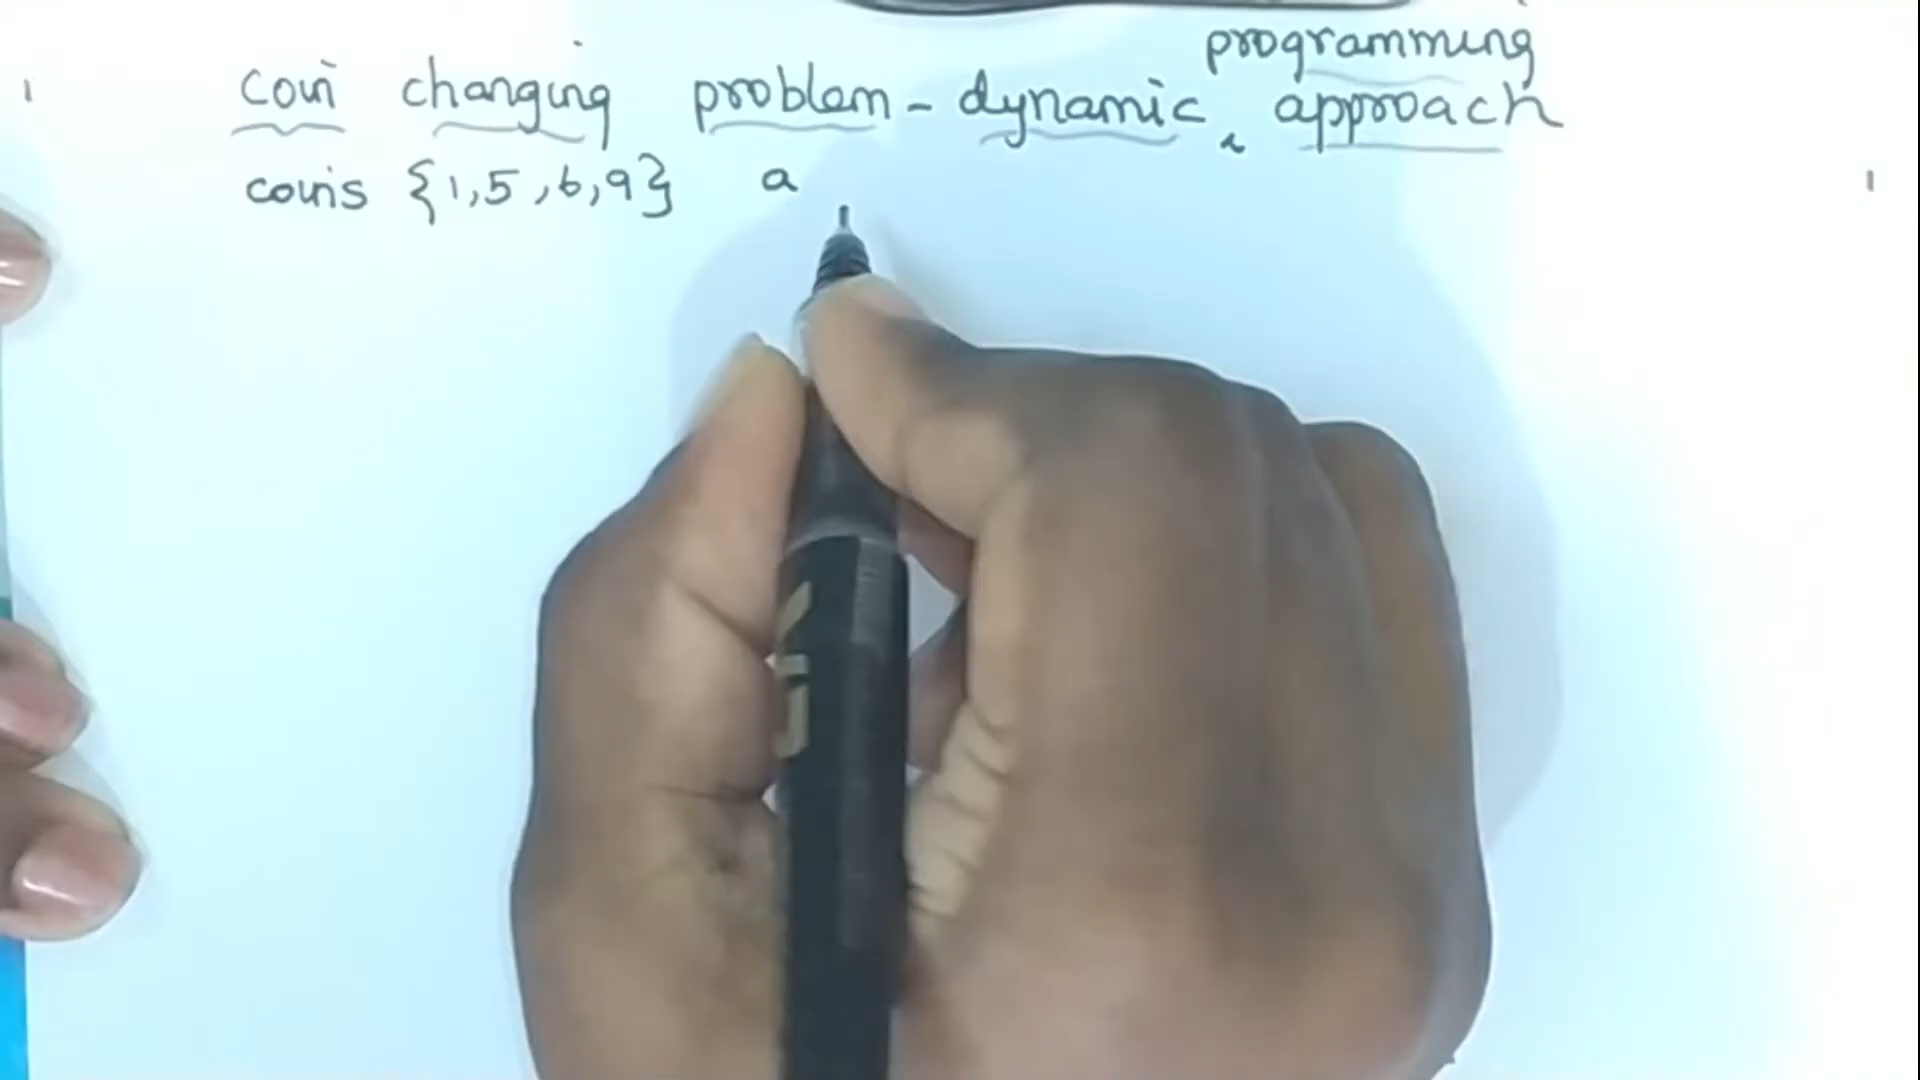 coin changing problem - dynamic programming approach
coins {1,5,6,9} a